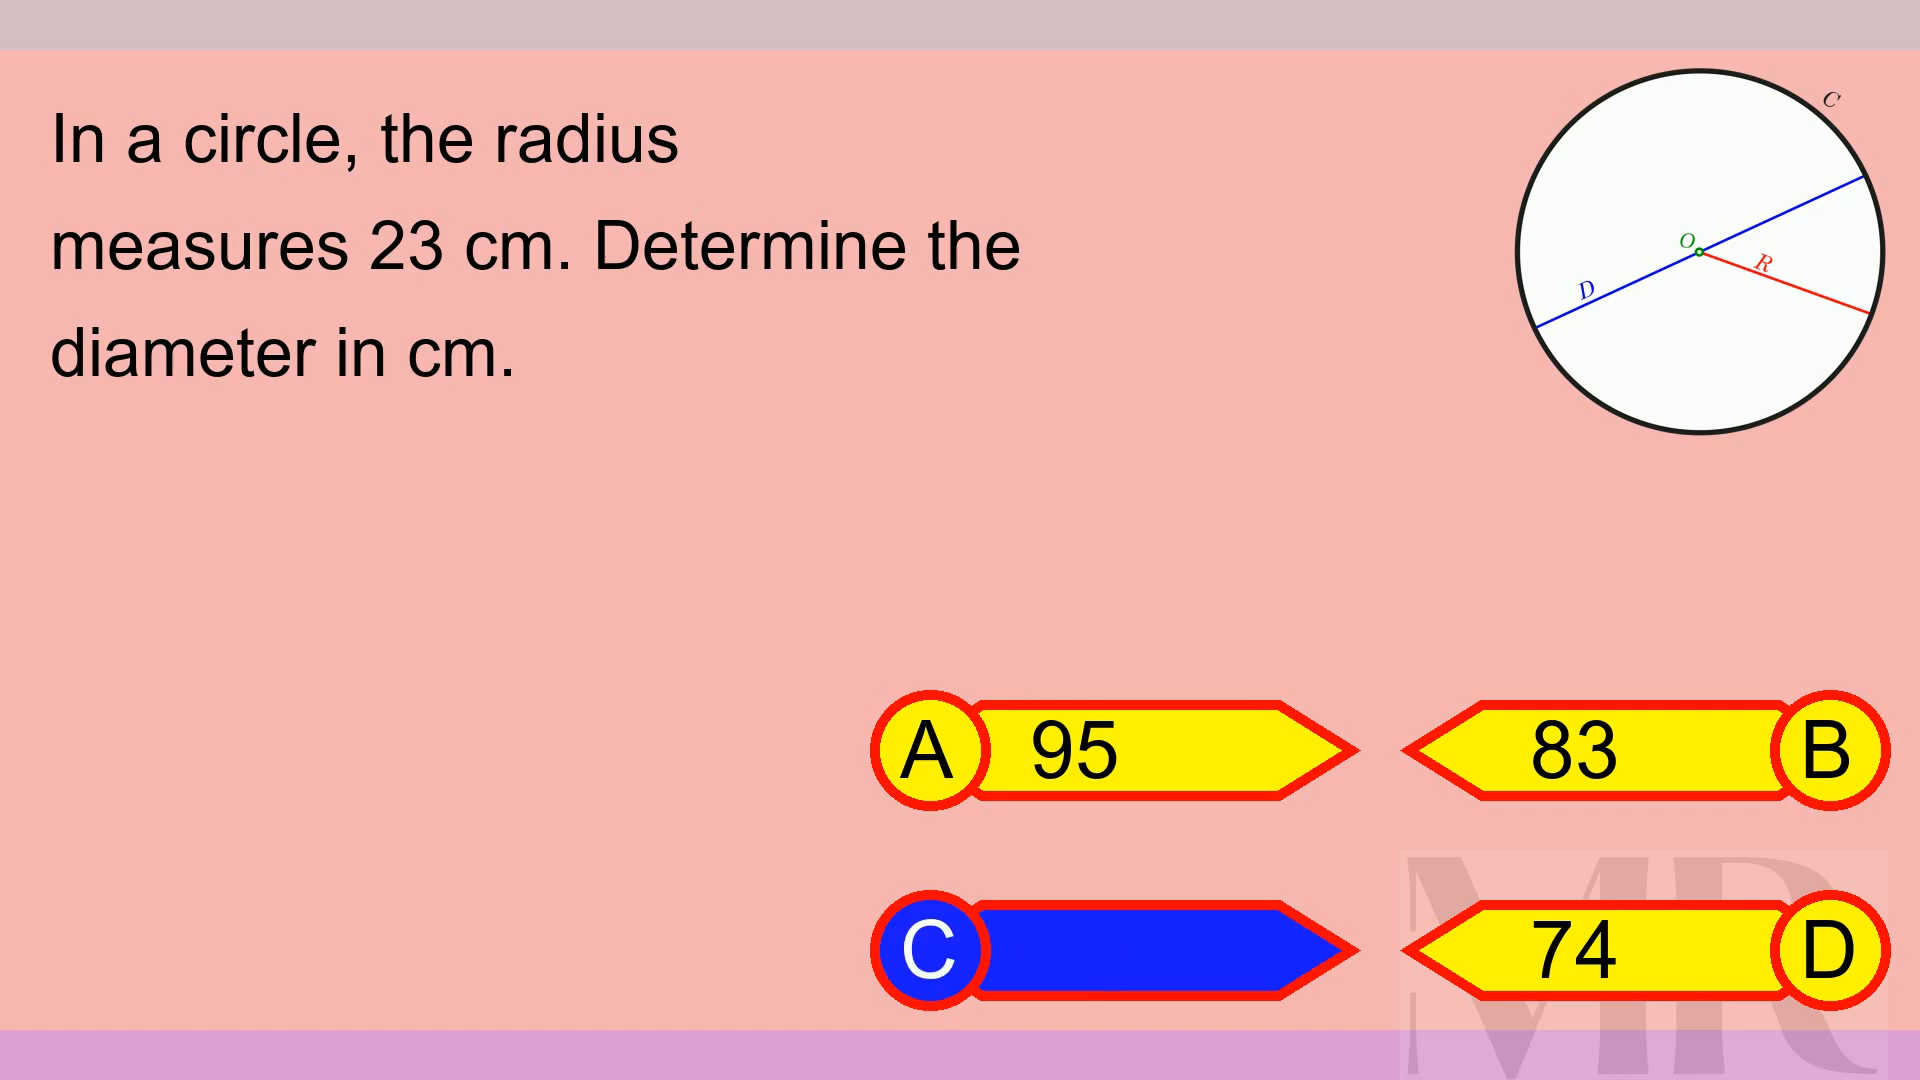 In a circle, the radius
measures 23 cm. Determine the
diameter in cm.
C
O
R
D
A 95
83 B
C
74 D
MR